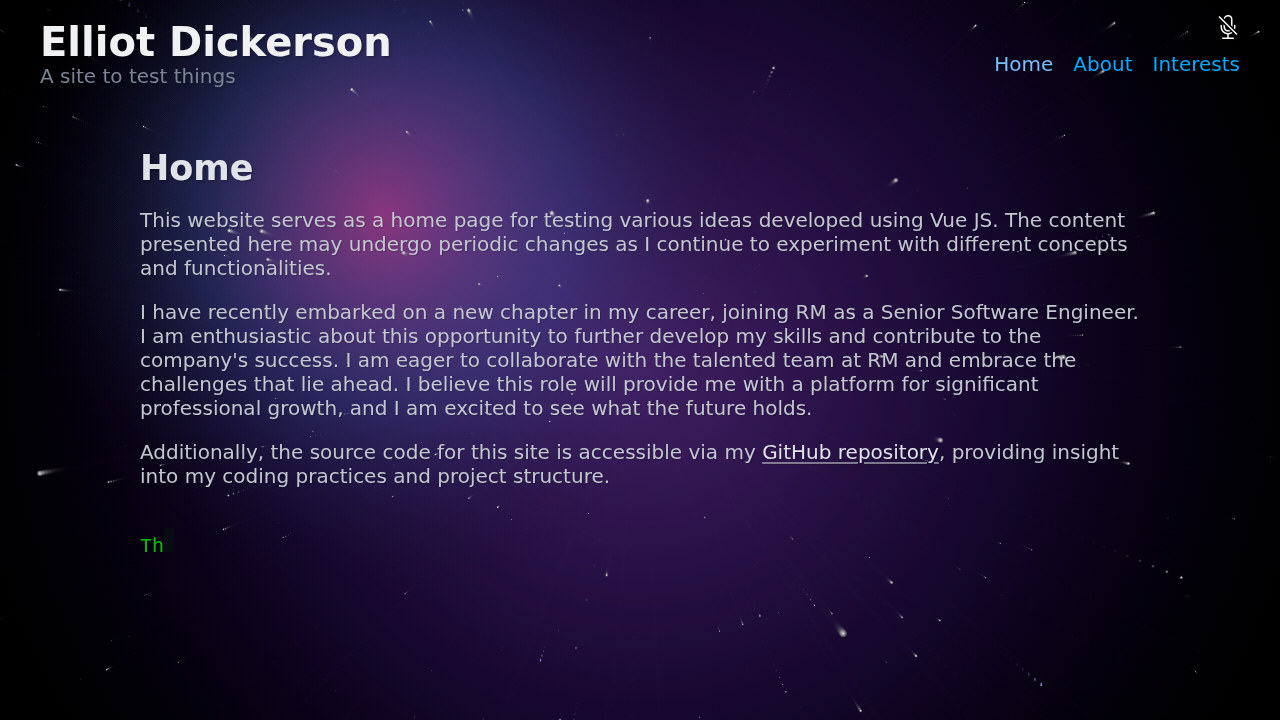 Elliot Dickerson
A site to test things
Home About Interests
Home
This website serves as a home page for testing various ideas developed using Vue JS. The content
presented here may undergo periodic changes as I continue to experiment with different concepts
and functionalities.
I have recently embarked on a new chapter in my career, joining RM as a Senior Software Engineer.
I am enthusiastic about this opportunity to further develop my skills and contribute to the
company's success. I am eager to collaborate with the talented team at RM and embrace the
challenges that lie ahead. I believe this role will provide me with a platform for significant
professional growth, and I am excited to see what the future holds.
Additionally, the source code for this site is accessible via my GitHub repository, providing insight
into my coding practices and project structure.
Th